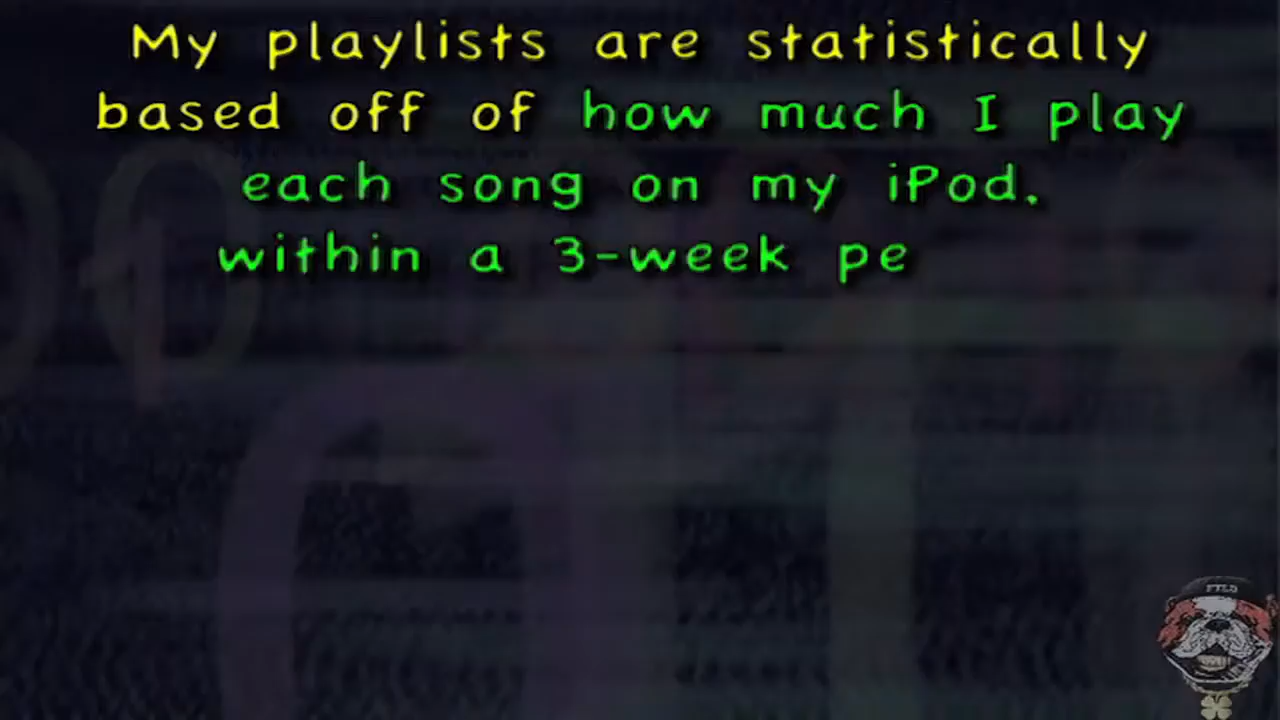 My playlists are statistically
based off of how much I play
each song on my iPod.
within a 3-week pe